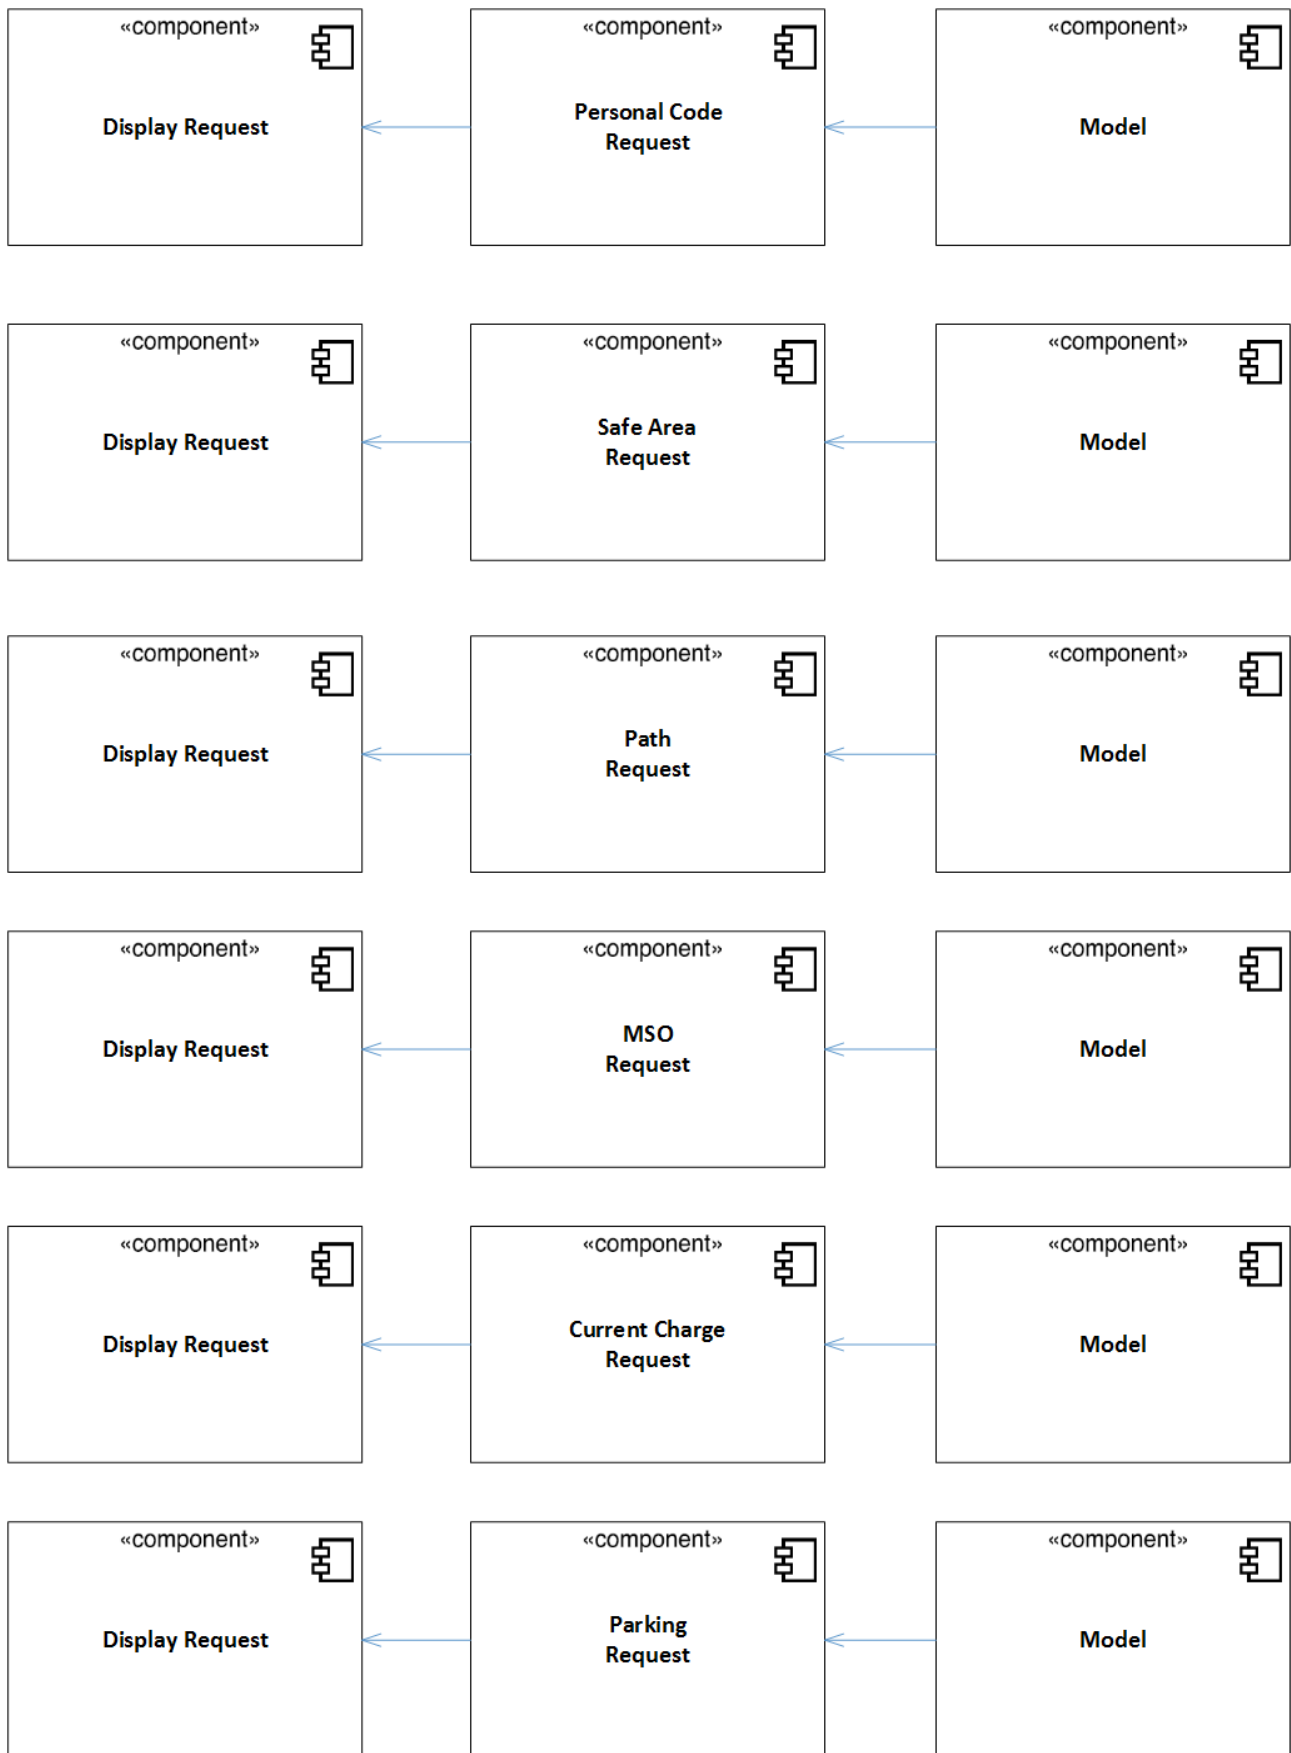 «component» «component» «component»
Display Request
Personal Code
Request
Model
«component» «component» «component»
Display Request
Safe Area
Request
Model
«component» «component» «component»
Display Request
Path
Request
Model
«component» «component» «component»
Display Request
MSO
Request
Model
«component» «component» «component»
Display Request
Current Charge
Request
Model
«component» «component» «component»
Display Request
Parking
Request
Model